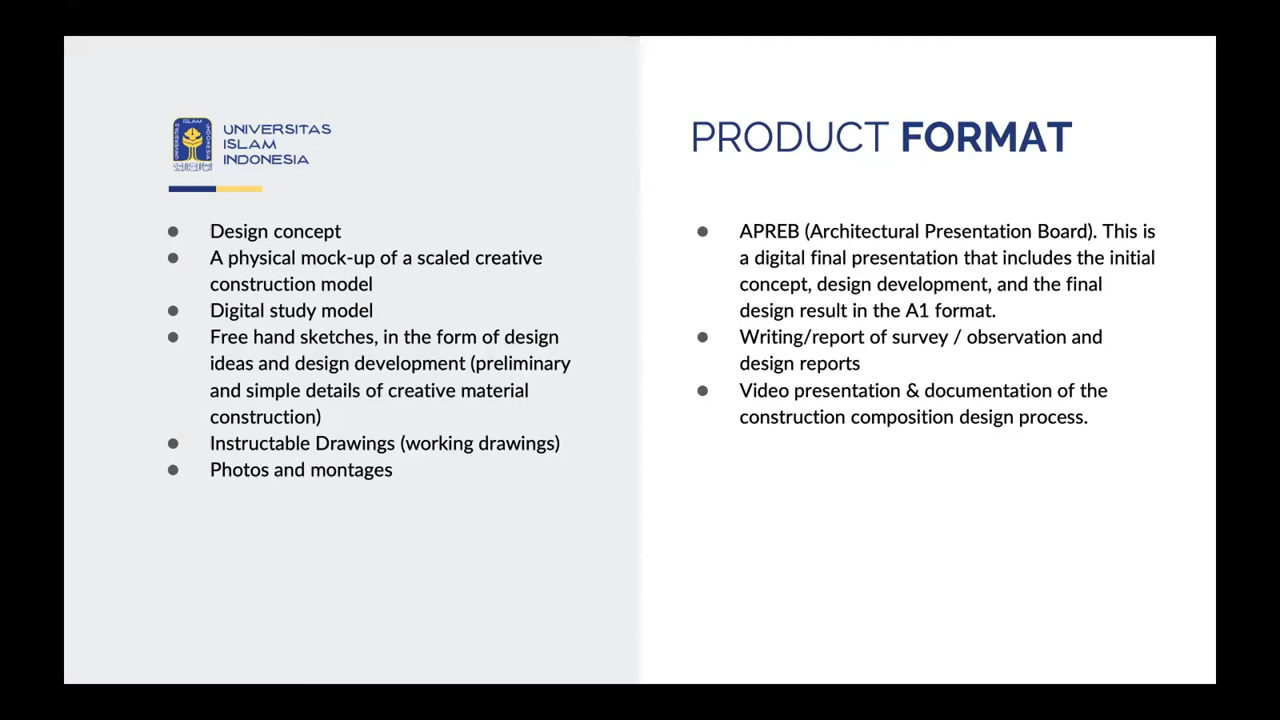 UNIVERSITAS
ISLAM
INDONESIA
● Design concept
● A physical mock-up of a scaled creative
construction model
● Digital study model
● Free hand sketches, in the form of design
ideas and design development (preliminary
and simple details of creative material
construction)
● Instructable Drawings (working drawings)
● Photos and montages
PRODUCT FORMAT
● APREB (Architectural Presentation Board). This is
a digital final presentation that includes the initial
concept, design development, and the final
design result in the A1 format.
● Writing/report of survey / observation and
design reports
● Video presentation & documentation of the
construction composition design process.